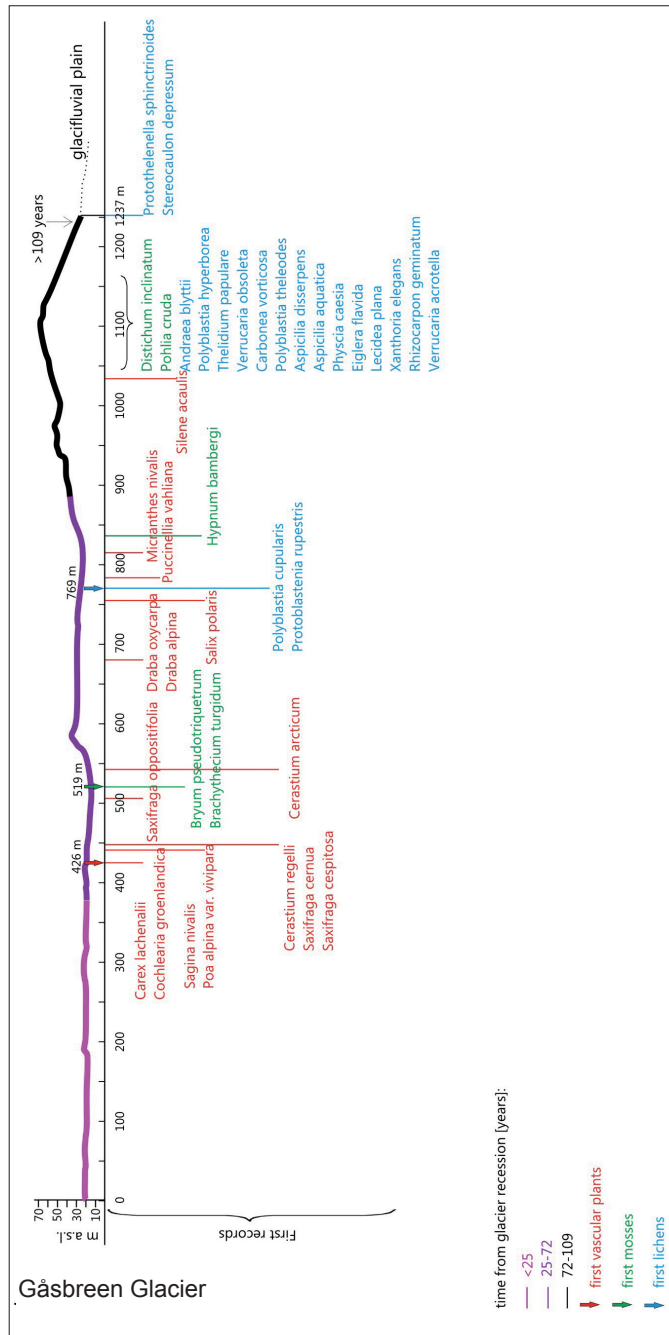 Gåsbreen Glacier
m a.s.l.
70
50
30
10
>109 years
glacifluvial plain
426 m
519 m
769 m
0
100
200
300
400
500
600
700
800
900
1000
1100
1200
1237 m
First records
Carex lachenalii
Cochlearia groenlandica
Sagina nivalis
Poa alpina var. vivipara
Cerastium regelli
Saxifraga cernua
Saxifraga cespitosa
Saxifraga oppositifolia
Bryum pseudotriquetrum
Brachythecium turgidum
Cerastium arcticum
Draba oxycarpa
Draba alpina
Salix polaris
Polyblastia cupularis
Protoblastenia rupestris
Micranthes nivalis
Puccinellia vahliana
Hypnum bambergi
Silene acaulis
Distichum inclinatum
Pohlia cruda
Andraea blyttii
Polyblastia hyperborea
Thelidium papulare
Verrucaria obsoleta
Carbonea vorticosa
Polyblastia theleodes
Aspicilia disserpens
Aspicilia aquatica
Physcia caesia
Eiglera flavida
Lecidea plana
Xanthoria elegans
Rhizocarpon geminatum
Verrucaria acrotella
Protothelenella sphinctrinoides
Stereocaulon depressum
time from glacier recession [years]:
<25
25-72
72-109
first vascular plants
first mosses
first lichens